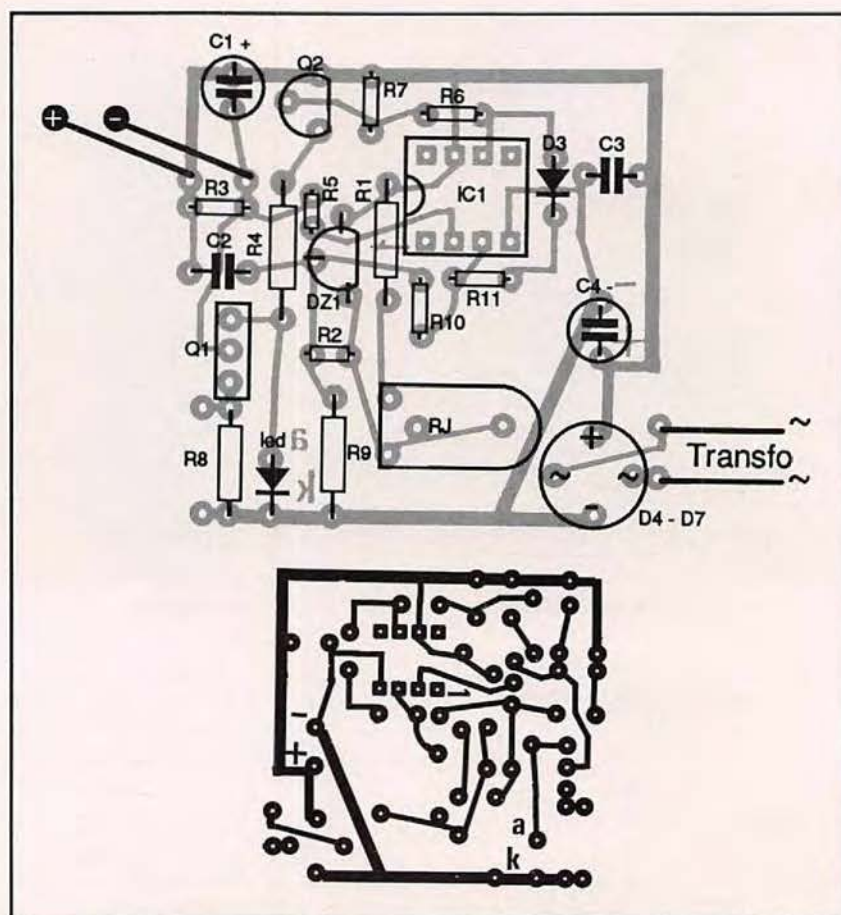 C1 +
Q2
R7
R6
D3
C3
+
-
R3
R5
R1
IC1
C2
R4
C4 -
DZ1
R11
R10
Q1
R2
RJ
+
Transfo
~
~
~
~
-
R8
led
a
k
R9
D4 - D7
1
-
+
a
k